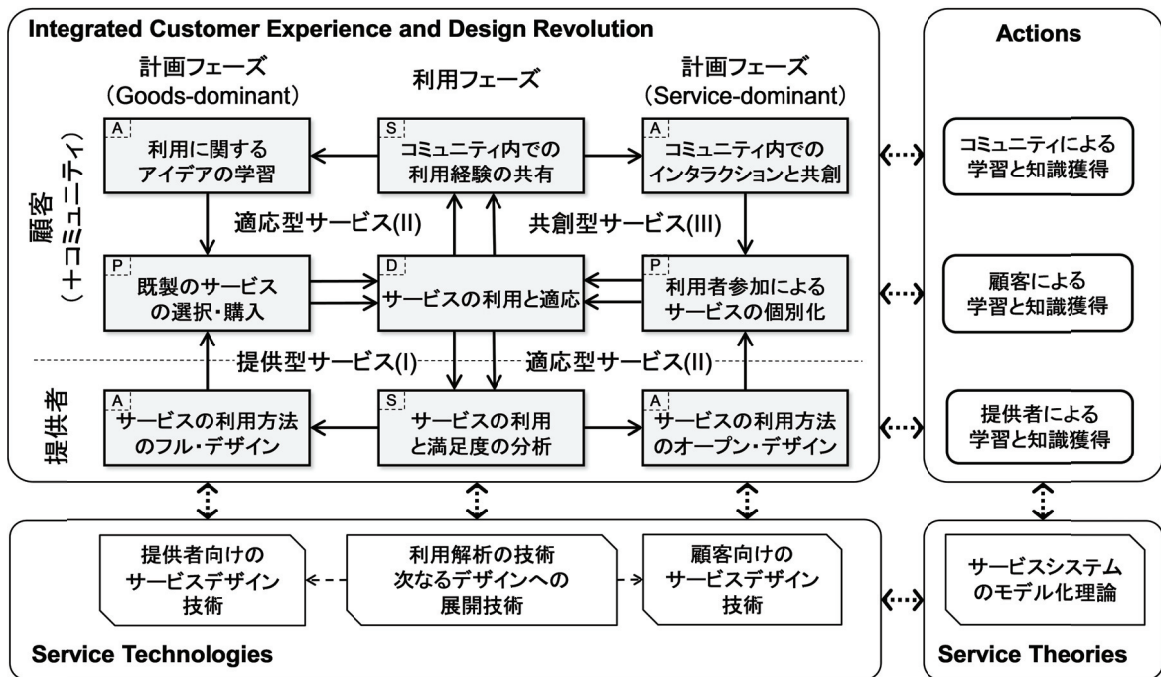 Integrated Customer Experience and Design Revolution
計画フェーズ
(Goods-dominant)
利用フェーズ
計画フェーズ
(Service-dominant)
顧客
(＋コミュニティ)
A
利用に関する
アイデアの学習
S
コミュニティ内での
利用経験の共有
A
コミュニティ内での
インタラクションと共創
適応型サービス(II)
共創型サービス(III)
P
既製のサービス
の選択・購入
D
サービスの利用と適応
P
利用者参加による
サービスの個別化
提供型サービス(I)
適応型サービス(II)
提供者
A
サービスの利用方法
のフル・デザイン
S
サービスの利用
と満足度の分析
A
サービスの利用方法
のオープン・デザイン
Actions
コミュニティによる
学習と知識獲得
顧客による
学習と知識獲得
提供者による
学習と知識獲得
提供者向けの
サービスデザイン
技術
利用解析の技術
次なるデザインへの
展開技術
顧客向けの
サービスデザイン
技術
Service Technologies
サービスシステム
のモデル化理論
Service Theories